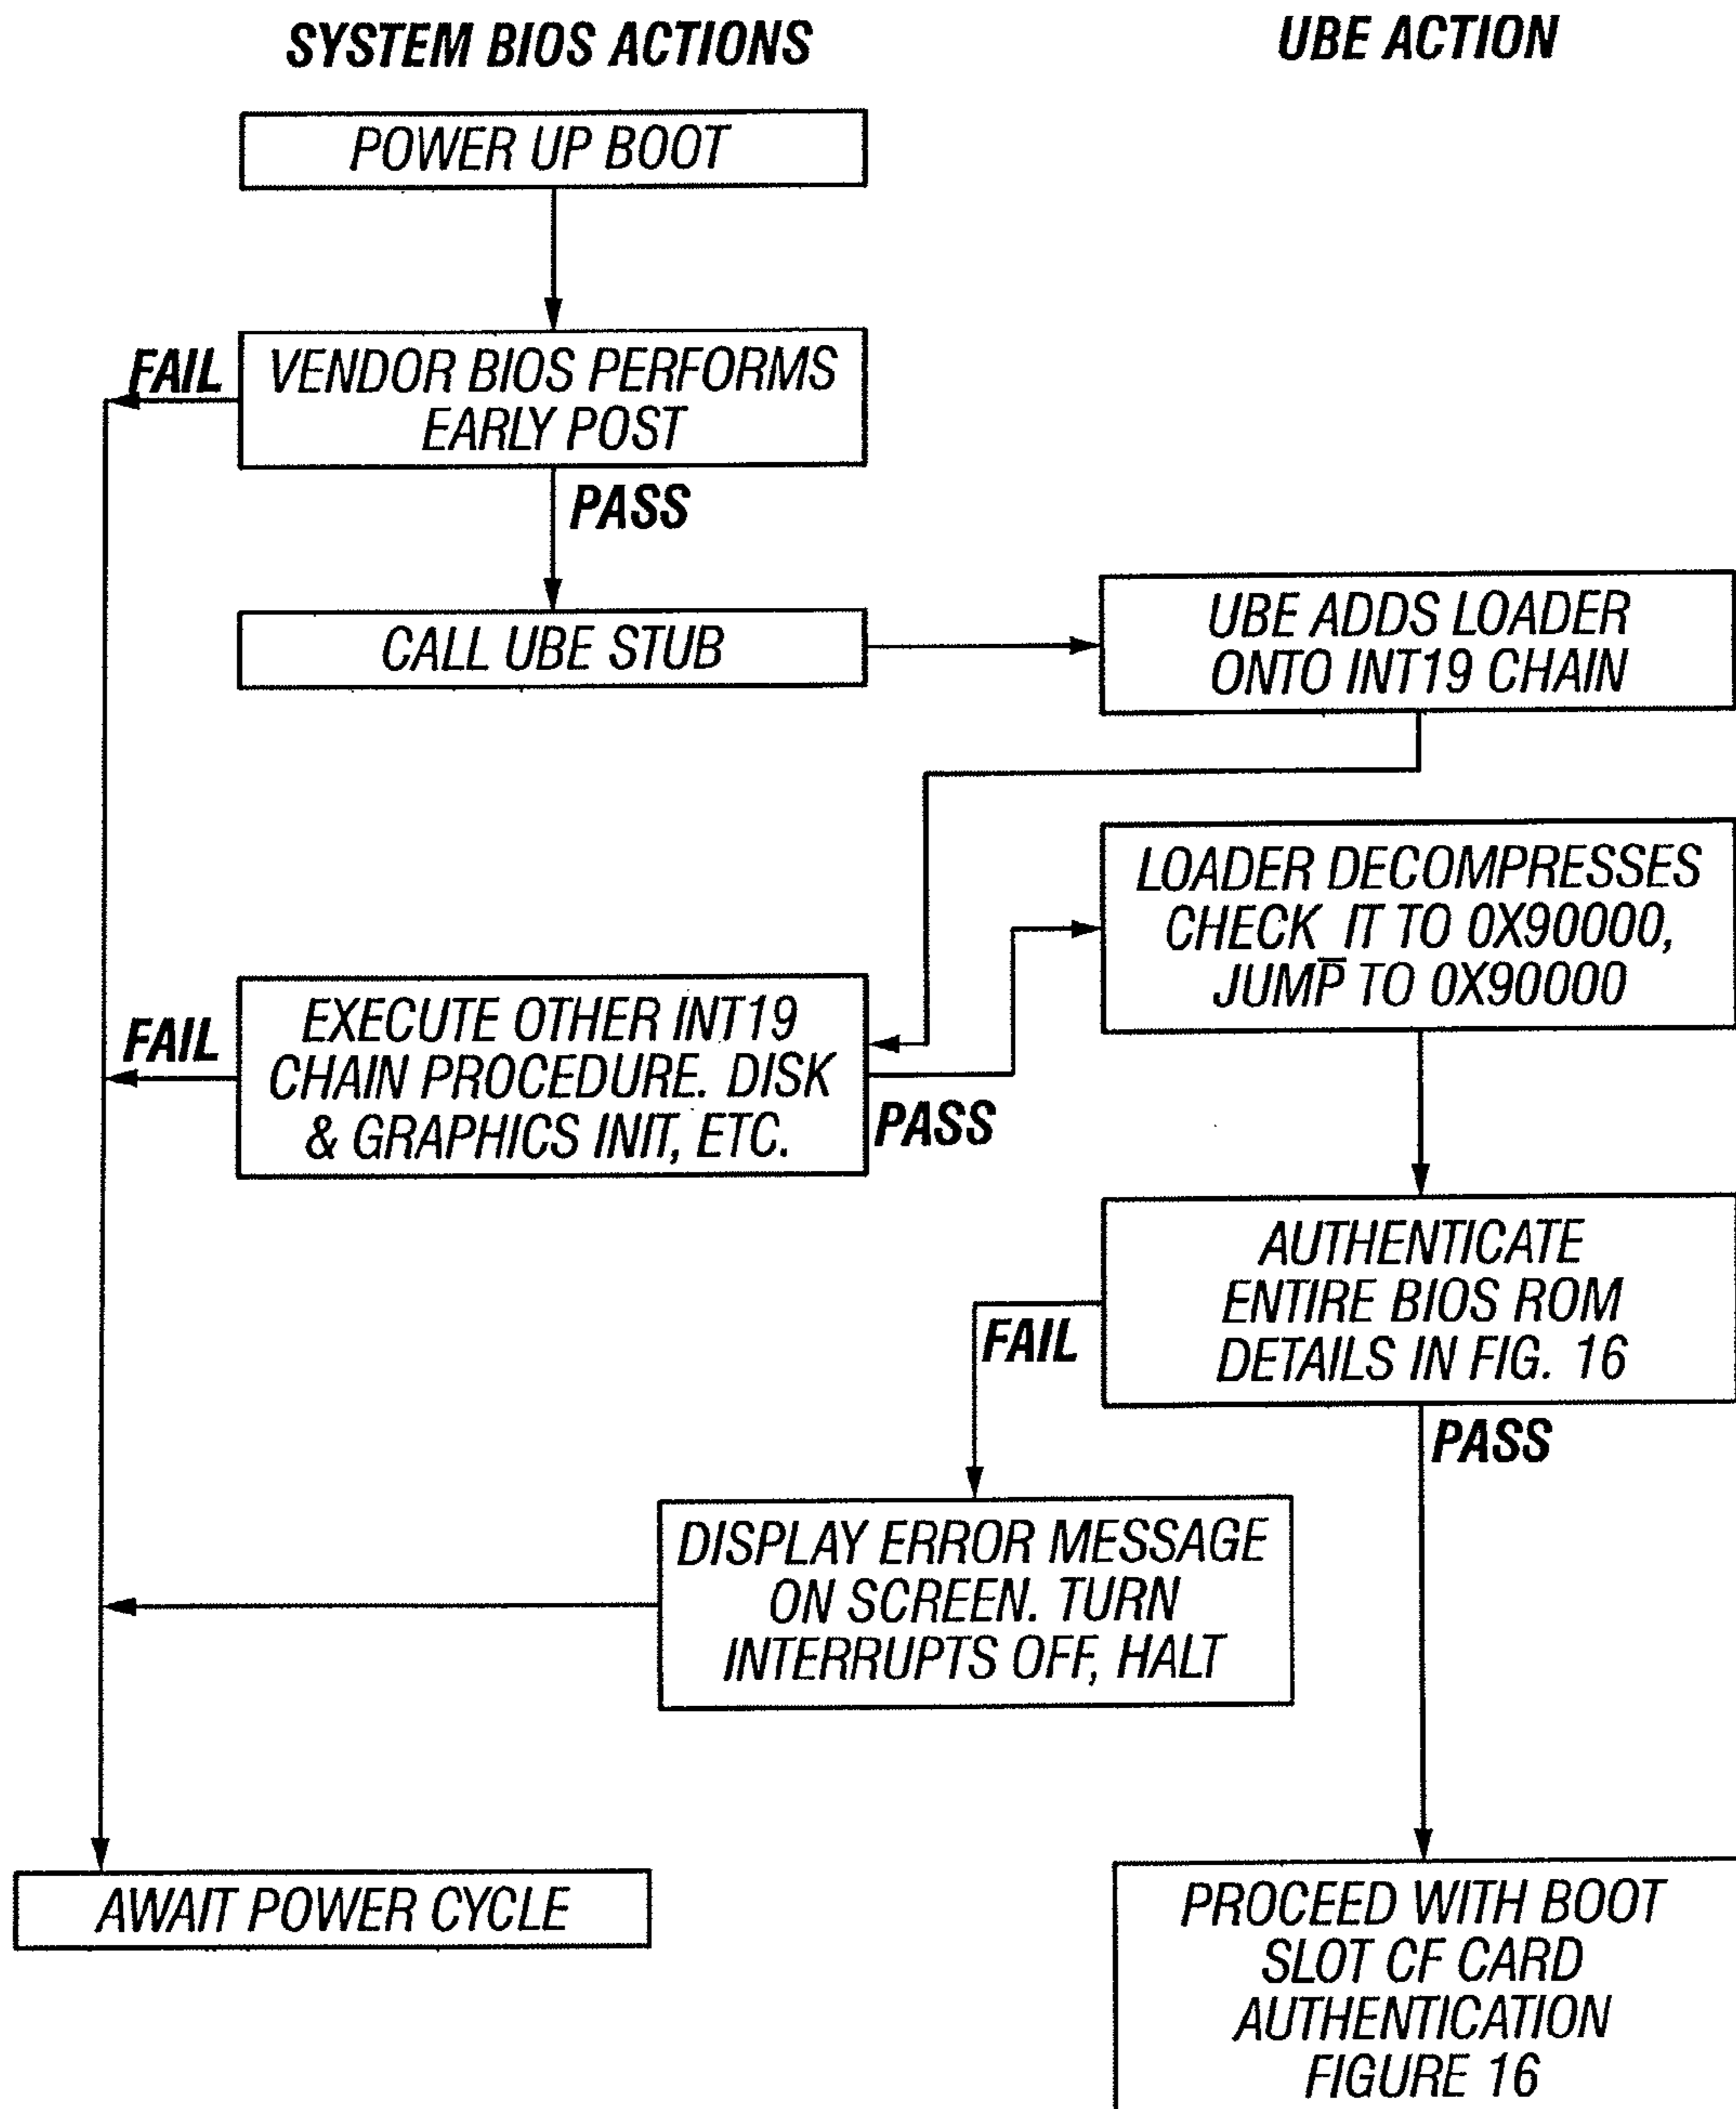 SYSTEM BIOS ACTIONS
UBE ACTION
POWER UP BOOT
FAIL
VENDOR BIOS PERFORMS
EARLY POST
PASS
CALL UBE STUB
UBE ADDS LOADER
ONTO INT19 CHAIN
LOADER DECOMPRESSES
CHECK_IT TO 0X90000,
JUMP TO 0X90000
FAIL
EXECUTE OTHER INT19
CHAIN PROCEDURE. DISK
& GRAPHICS INIT, ETC.
PASS
AUTHENTICATE
ENTIRE BIOS ROM
DETAILS IN FIG. 16
FAIL
PASS
DISPLAY ERROR MESSAGE
ON SCREEN. TURN
INTERRUPTS OFF, HALT
AWAIT POWER CYCLE
PROCEED WITH BOOT
SLOT CF CARD
AUTHENTICATION
FIGURE 16